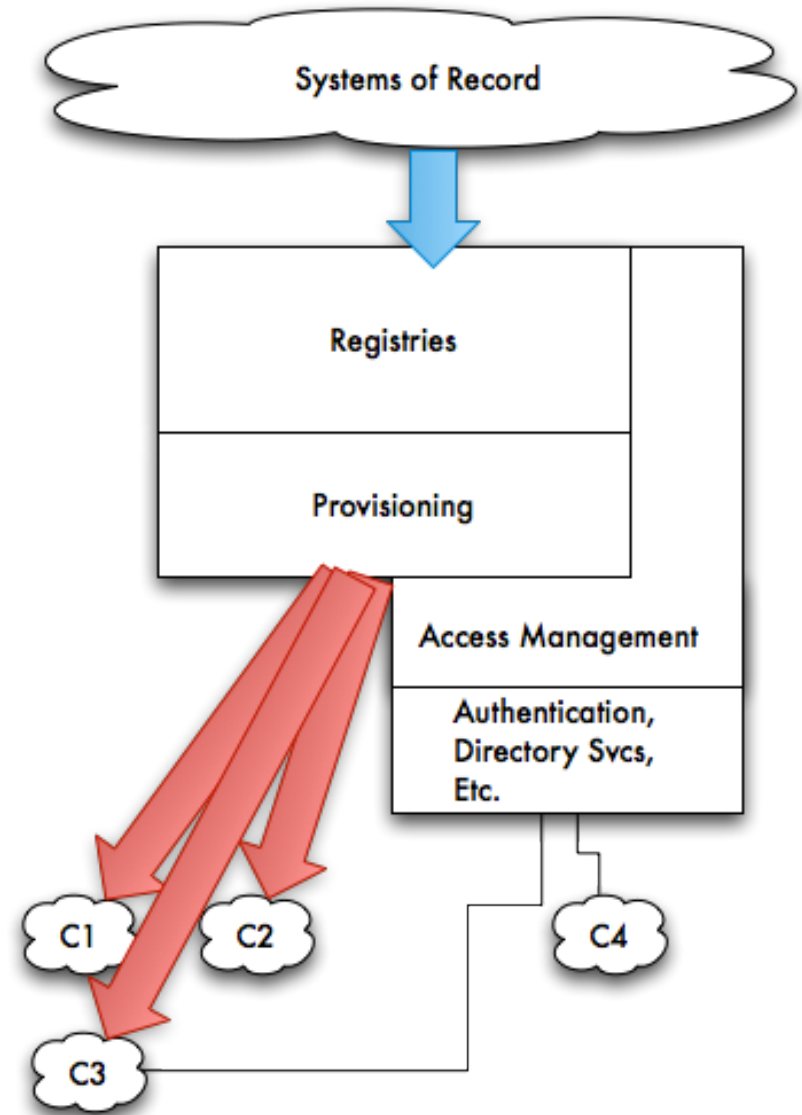 Systems of Record
Registries
Provisioning
Access Management
Authentication,
Directory Svcs,
Etc.
C1
C2
C4
C3